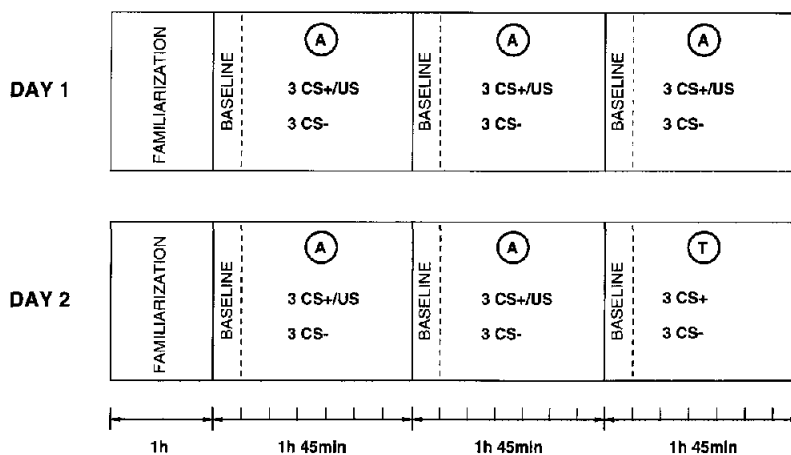 DAY 1
FAMILIARIZATION
BASELINE
A
3 CS+/US
3 CS-
BASELINE
A
3 CS+/US
3 CS-
BASELINE
A
3 CS+/US
3 CS-
DAY 2
FAMILIARIZATION
BASELINE
A
3 CS+/US
3 CS-
BASELINE
A
3 CS+/US
3 CS-
BASELINE
T
3 CS+
3 CS-
1h
1h 45min
1h 45min
1h 45min